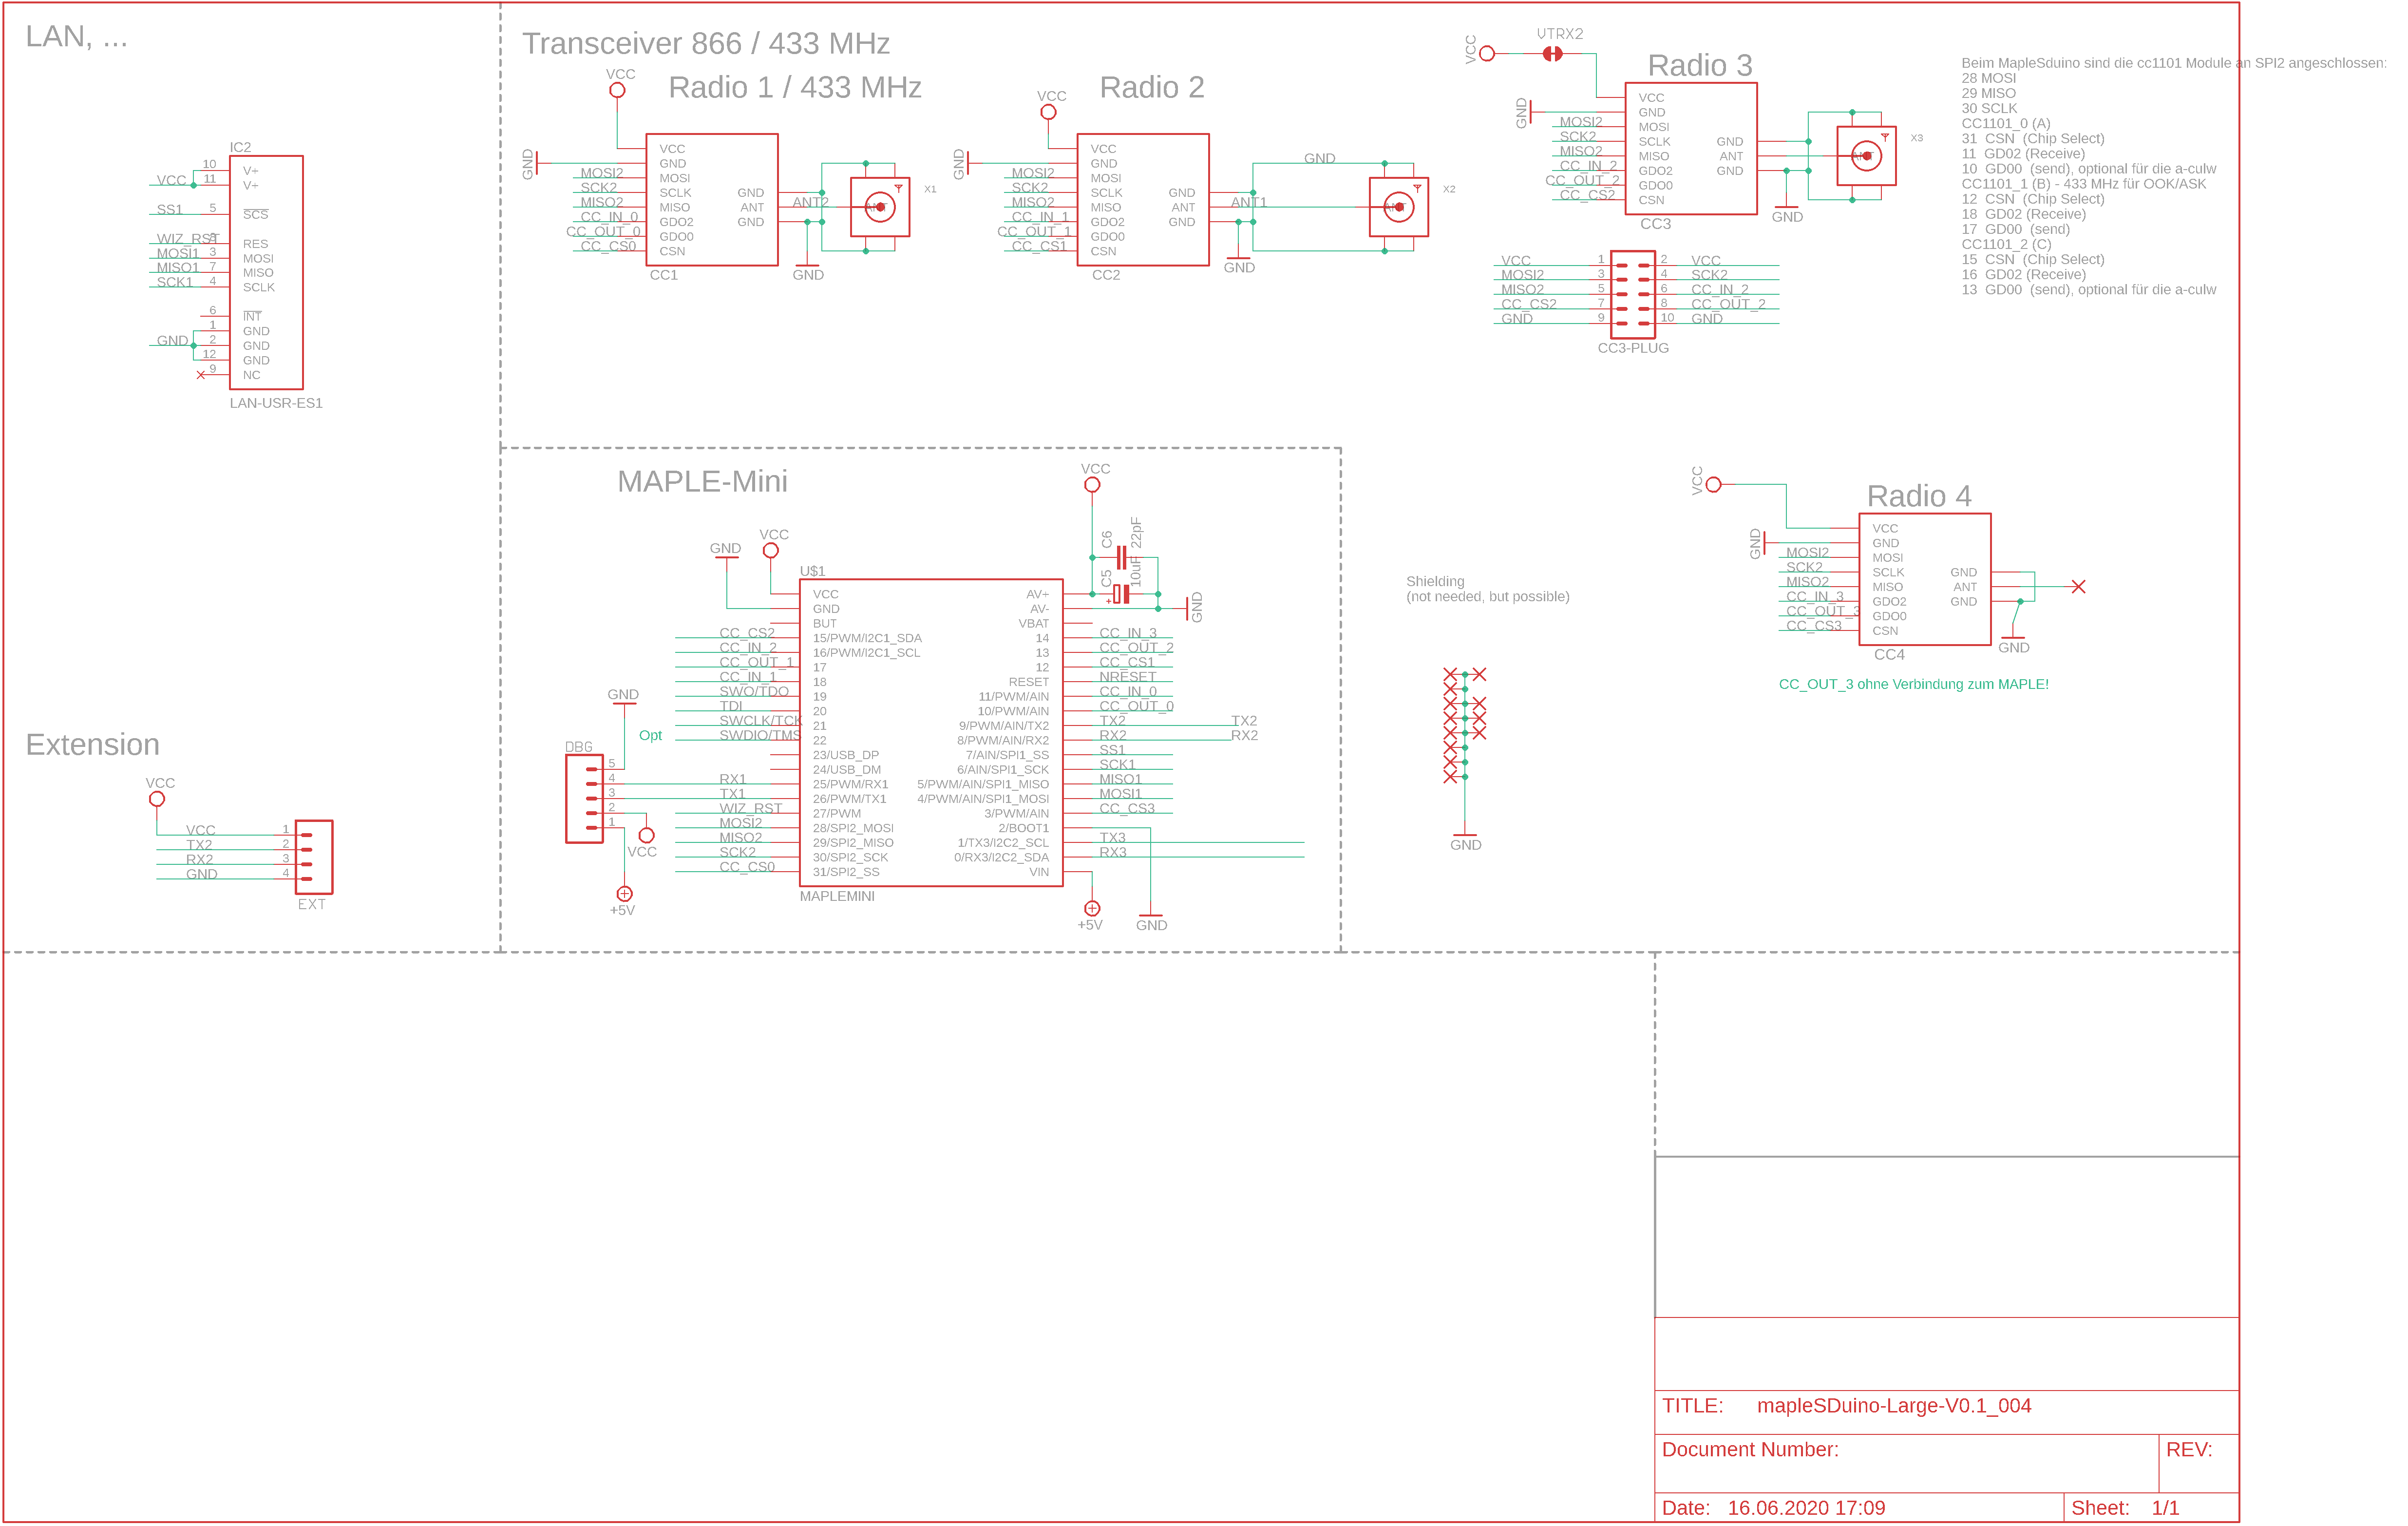 LAN, ...
IC2
VCC
10
V+
11
V+
SS1
5
SCS
WIZ_RST
RES
MOSI1
3
MOSI
MISO1
7
MISO
SCK1
4
SCLK
6
INT
1
GND
GND
2
GND
12
GND
9
NC
LAN-USR-ES1
Transceiver 866 / 433 MHz
Radio 1 / 433 MHz
VCC
GND
VCC
GND
MOSI2
MOSI
SCK2
SCLK
GND
MISO2
MISO
ANT
ANT2
CC_IN_0
GDO2
GND
CC_OUT_0
GDO0
CC_CS0
CSN
CC1
GND
X1
Radio 2
VCC
GND
VCC
GND
MOSI2
MOSI
SCK2
SCLK
GND
MISO2
MISO
ANT
ANT1
CC_IN_1
GDO2
GND
CC_OUT_1
GDO0
CC_CS1
CSN
CC2
GND
GND
X2
VCC
VTRX2
Radio 3
GND
VCC
GND
MOSI2
MOSI
SCK2
SCLK
GND
MISO2
MISO
ANT
CC_IN_2
GDO2
GND
CC_OUT_2
GDO0
CC_CS2
CSN
CC3
GND
X3
VCC
1
2
VCC
MOSI2
3
4
SCK2
MISO2
5
6
CC_IN_2
CC_CS2
7
8
CC_OUT_2
GND
9
10
GND
CC3-PLUG
Beim MapleSduino sind die cc1101 Module an SPI2 angeschlossen:
28 MOSI
29 MISO
30 SCLK
CC1101_0 (A)
31  CSN  (Chip Select)
11  GD02 (Receive)
10  GD00  (send), optional für die a-culw
CC1101_1 (B) - 433 MHz für OOK/ASK
12  CSN  (Chip Select)
18  GD02 (Receive)
17  GD00  (send)
CC1101_2 (C)
15  CSN  (Chip Select)
16  GD02 (Receive)
13  GD00  (send), optional für die a-culw
MAPLE-Mini
GND
VCC
VCC
C6
22pF
C5
10uF
GND
U$1
VCC
AV+
GND
AV-
BUT
VBAT
CC_CS2
15/PWM/I2C1_SDA
14
CC_IN_3
CC_IN_2
16/PWM/I2C1_SCL
13
CC_OUT_2
CC_OUT_1
17
12
CC_CS1
CC_IN_1
18
RESET
NRESET
SWO/TDO
19
11/PWM/AIN
CC_IN_0
TDI
20
10/PWM/AIN
CC_OUT_0
SWCLK/TCK
21
9/PWM/AIN/TX2
TX2
TX2
Opt
SWDIO/TMS
22
8/PWM/AIN/RX2
RX2
RX2
23/USB_DP
7/AIN/SPI1_SS
SS1
24/USB_DM
6/AIN/SPI1_SCK
SCK1
RX1
25/PWM/RX1
5/PWM/AIN/SPI1_MISO
MISO1
TX1
26/PWM/TX1
4/PWM/AIN/SPI1_MOSI
MOSI1
WIZ_RST
27/PWM
3/PWM/AIN
CC_CS3
MOSI2
28/SPI2_MOSI
2/BOOT1
MISO2
29/SPI2_MISO
1/TX3/I2C2_SCL
TX3
SCK2
30/SPI2_SCK
0/RX3/I2C2_SDA
RX3
CC_CS0
31/SPI2_SS
VIN
MAPLEMINI
+5V
GND
GND
DBG
5
4
3
2
1
VCC
+5V
Shielding
(not needed, but possible)
GND
VCC
Radio 4
GND
VCC
GND
MOSI2
MOSI
SCK2
SCLK
GND
MISO2
MISO
ANT
CC_IN_3
GDO2
GND
CC_OUT_3
GDO0
CC_CS3
CSN
CC4
GND
CC_OUT_3 ohne Verbindung zum MAPLE!
Extension
VCC
VCC
1
TX2
2
RX2
3
GND
4
EXT
TITLE: mapleSDuino-Large-V0.1_004
Document Number:
REV:
Date: 16.06.2020 17:09
Sheet: 1/1